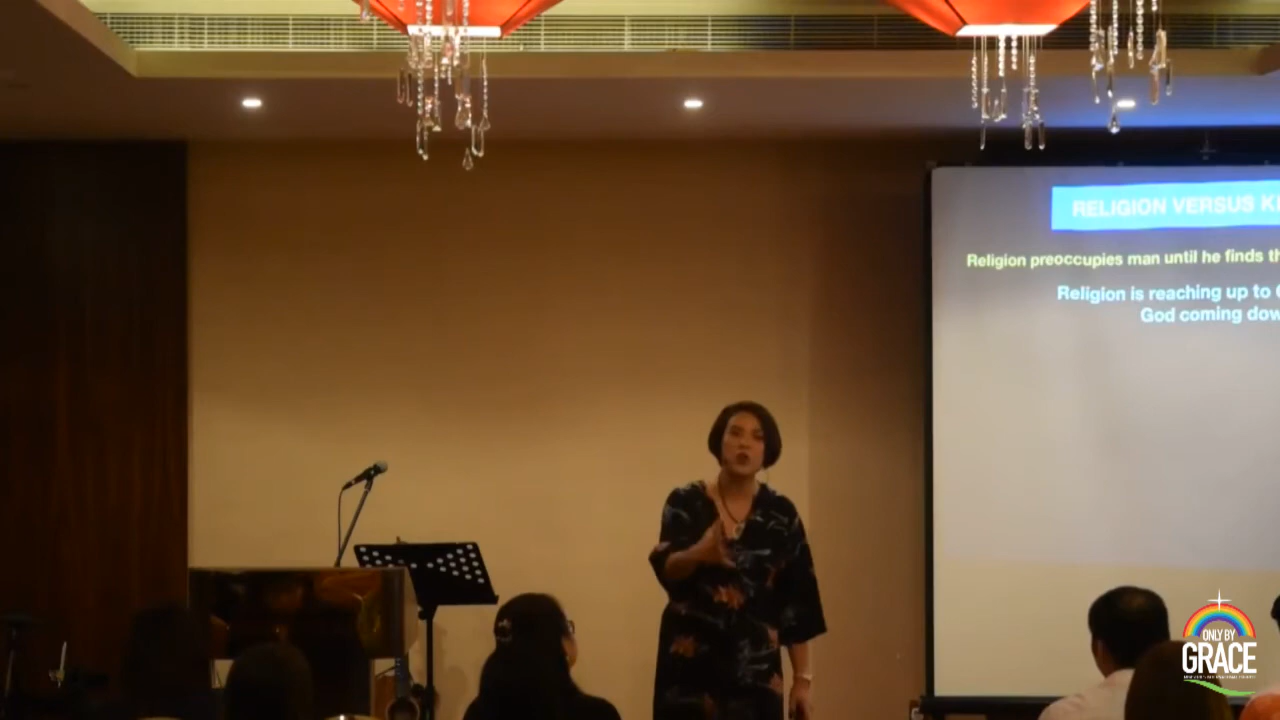 RELIGION VERSUS
Religion preoccupies man until he finds
Religion is reaching up to
God coming
ONLY BY
GRACE